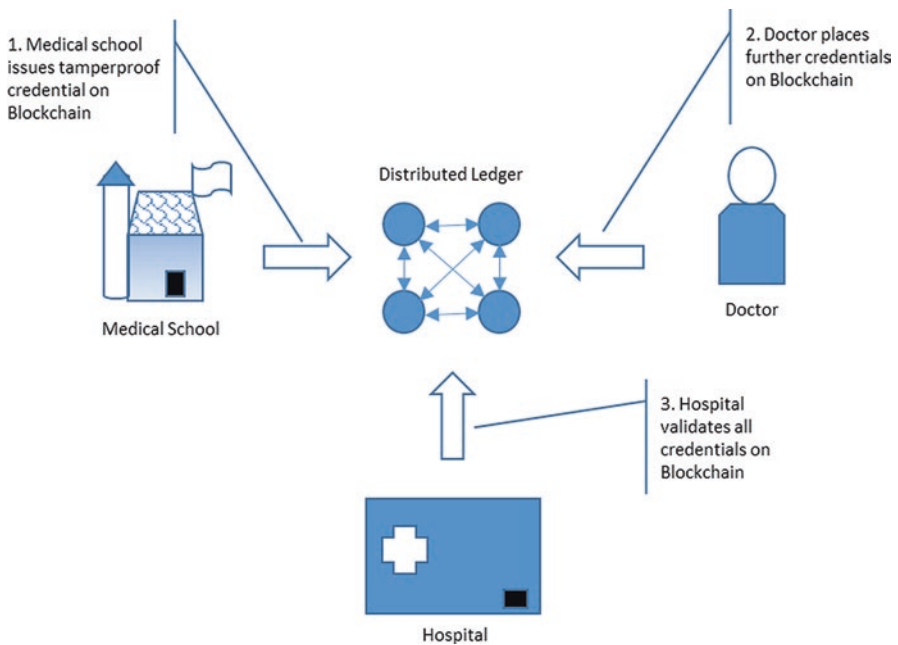 1. Medical school
issues tamperproof
credential on
Blockchain
2. Doctor places
further credentials
on Blockchain
Distributed Ledger
Medical School
Doctor
3. Hospital
validates all
credentials on
Blockchain
Hospital